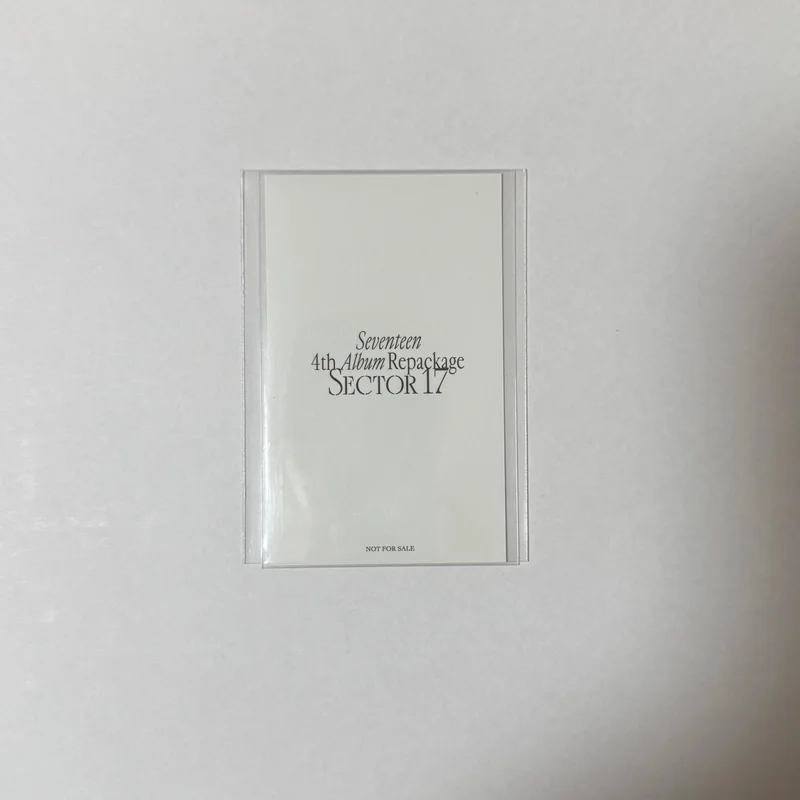 Seventeen
4th Album Repackage
SECTOR 17
NOT FOR SALE